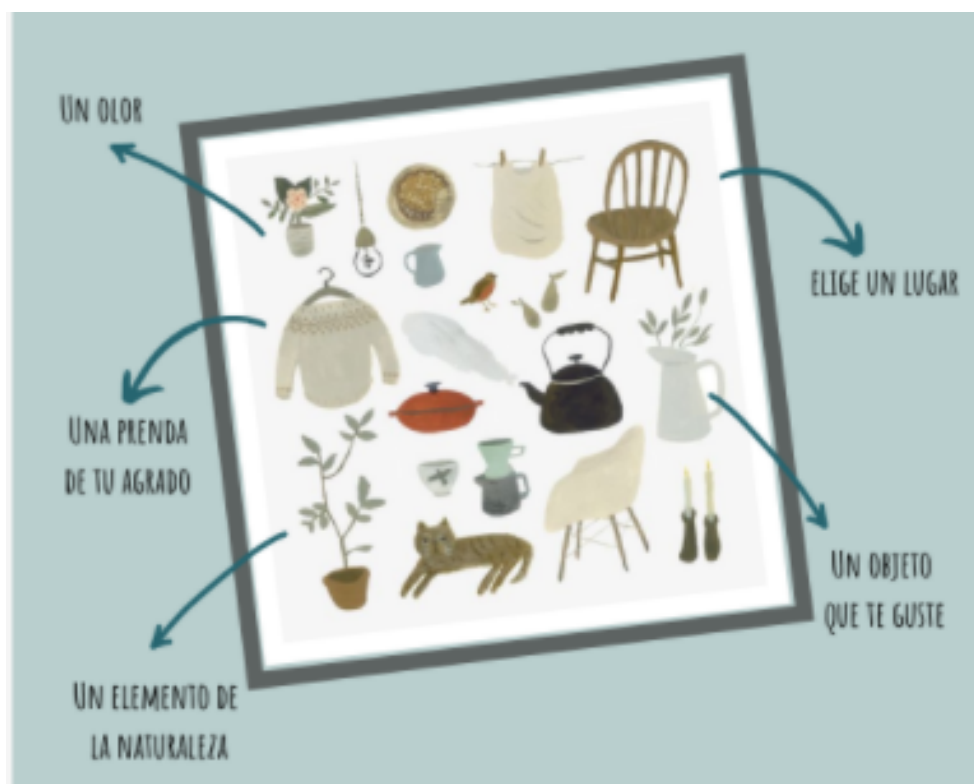 UN OLOR
ELIGE UN LUGAR
UNA PRENDA
DE TU AGRADO
UN OBJETO
QUE TE GUSTE
UN ELEMENTO DE
LA NATURALEZA